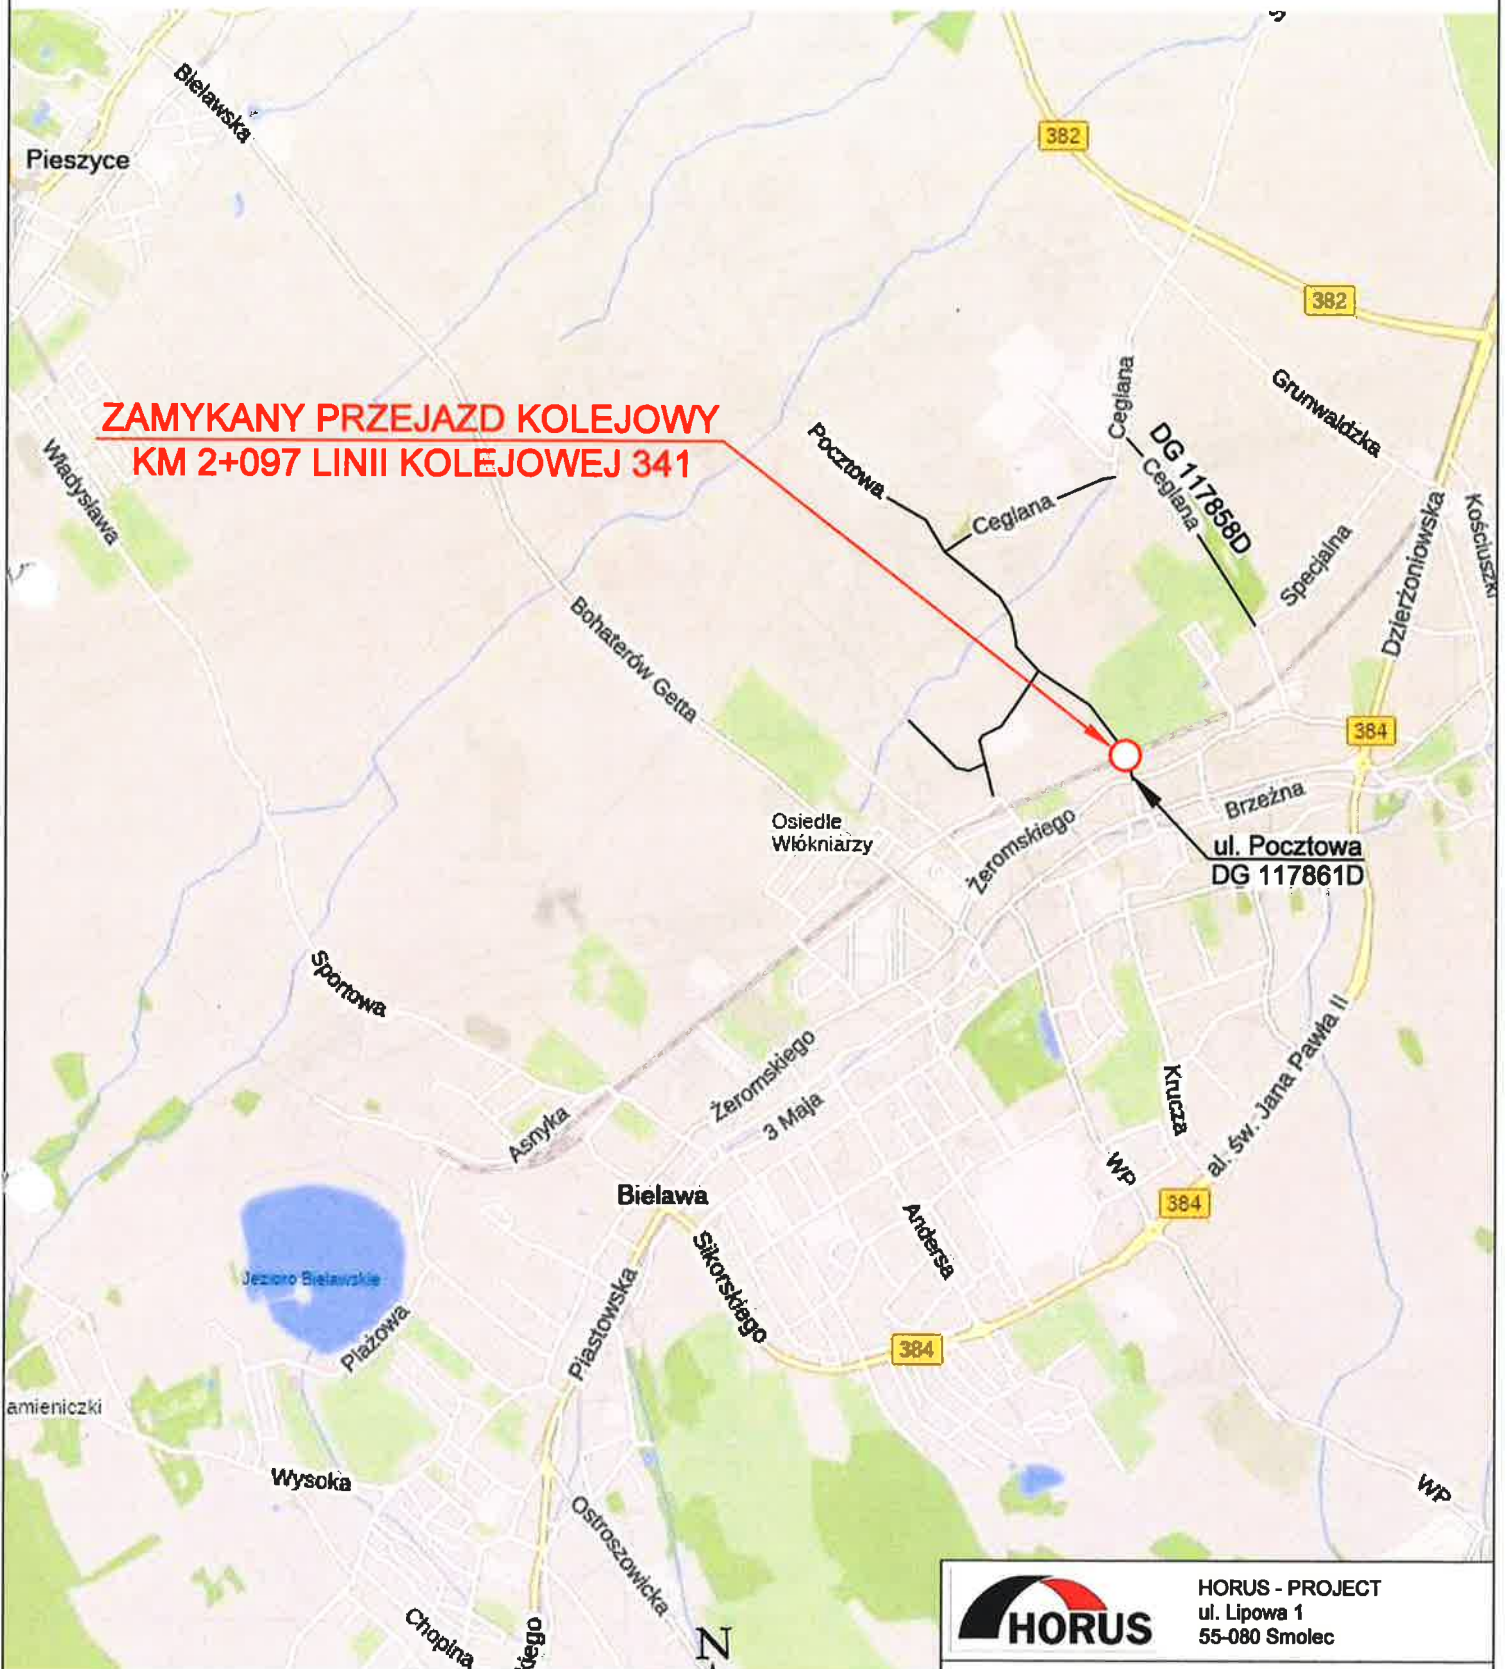 Bielawska
Pieszyce
382
382
Grunwaldzka
Ceglana
ZAMYKANY PRZEJAZD KOLEJOWY
KM 2+097 LINII KOLEJOWEJ 341
Pocztowa
DG 117858D
Ceglana
Ceglana
Władysława
Kościuszki
Dzierżoniowska
Specjalna
Bohaterów Getta
384
Brzeżna
Osiedle
Włókniarzy
Żeromskiego
ul. Pocztowa
DG 117861D
Sportowa
Żeromskiego
3 Maja
Asnyka
Krucza
al. św. Jana Pawła II
WP
Bielawa
384
Andersa
Sikorskiego
Jezioro Bielawskie
Piastowska
Plażowa
384
amieniczki
Wysoka
WP
Ostroszowicka
Chopina
kiego
N
HORUS
HORUS - PROJECT
ul. Lipowa 1
55-080 Smolec